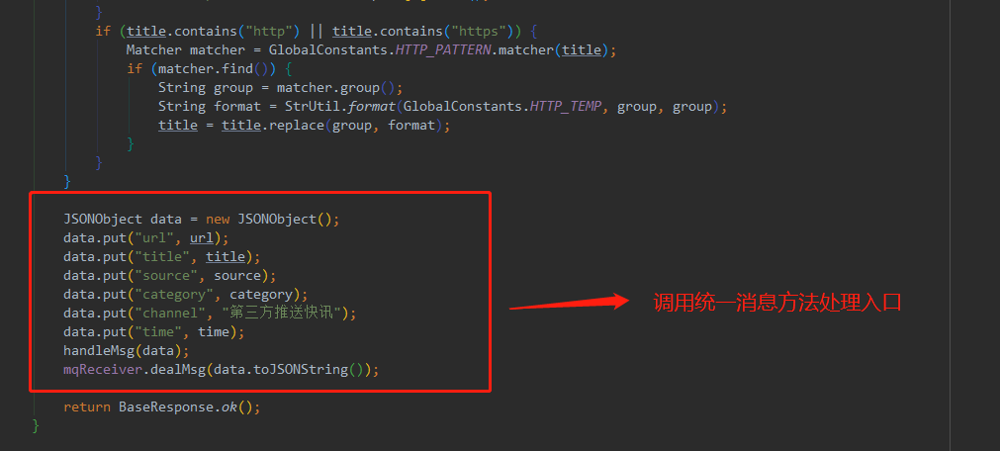 }
if (title.contains("http") || title.contains("https")) {
Matcher matcher = GlobalConstants.HTTP_PATTERN.matcher(title);
if (matcher.find()) {
String group = matcher.group();
String format = StrUtil.format(GlobalConstants.HTTP_TEMP, group, group);
title = title.replace(group, format);
}
}
}
JSONObject data = new JSONObject();
data.put("url", url);
data.put("title", title);
data.put("source", source);
data.put("category", category);
data.put("channel", "第三方推送快讯");
data.put("time", time);
handleMsg(data);
mqReceiver.dealMsg(data.toJSONString());
调用统一消息方法处理入口
return BaseResponse.ok();
}